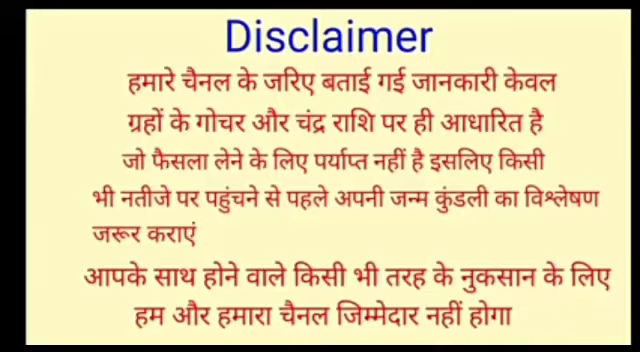 Disclaimer
हमारे चैनल के जरिए बताई गई जानकारी केवल
ग्रहों के गोचर और चंद्र राशि पर ही आधारित है
जो फैसला लेने के लिए पर्याप्त नहीं है इसलिए किसी
भी नतीजे पर पहुंचने से पहले अपनी जन्म कुंडली का विश्लेषण
जरूर कराएं
आपके साथ होने वाले किसी भी तरह के नुकसान के लिए
हम और हमारा चैनल जिम्मेदार नहीं होगा